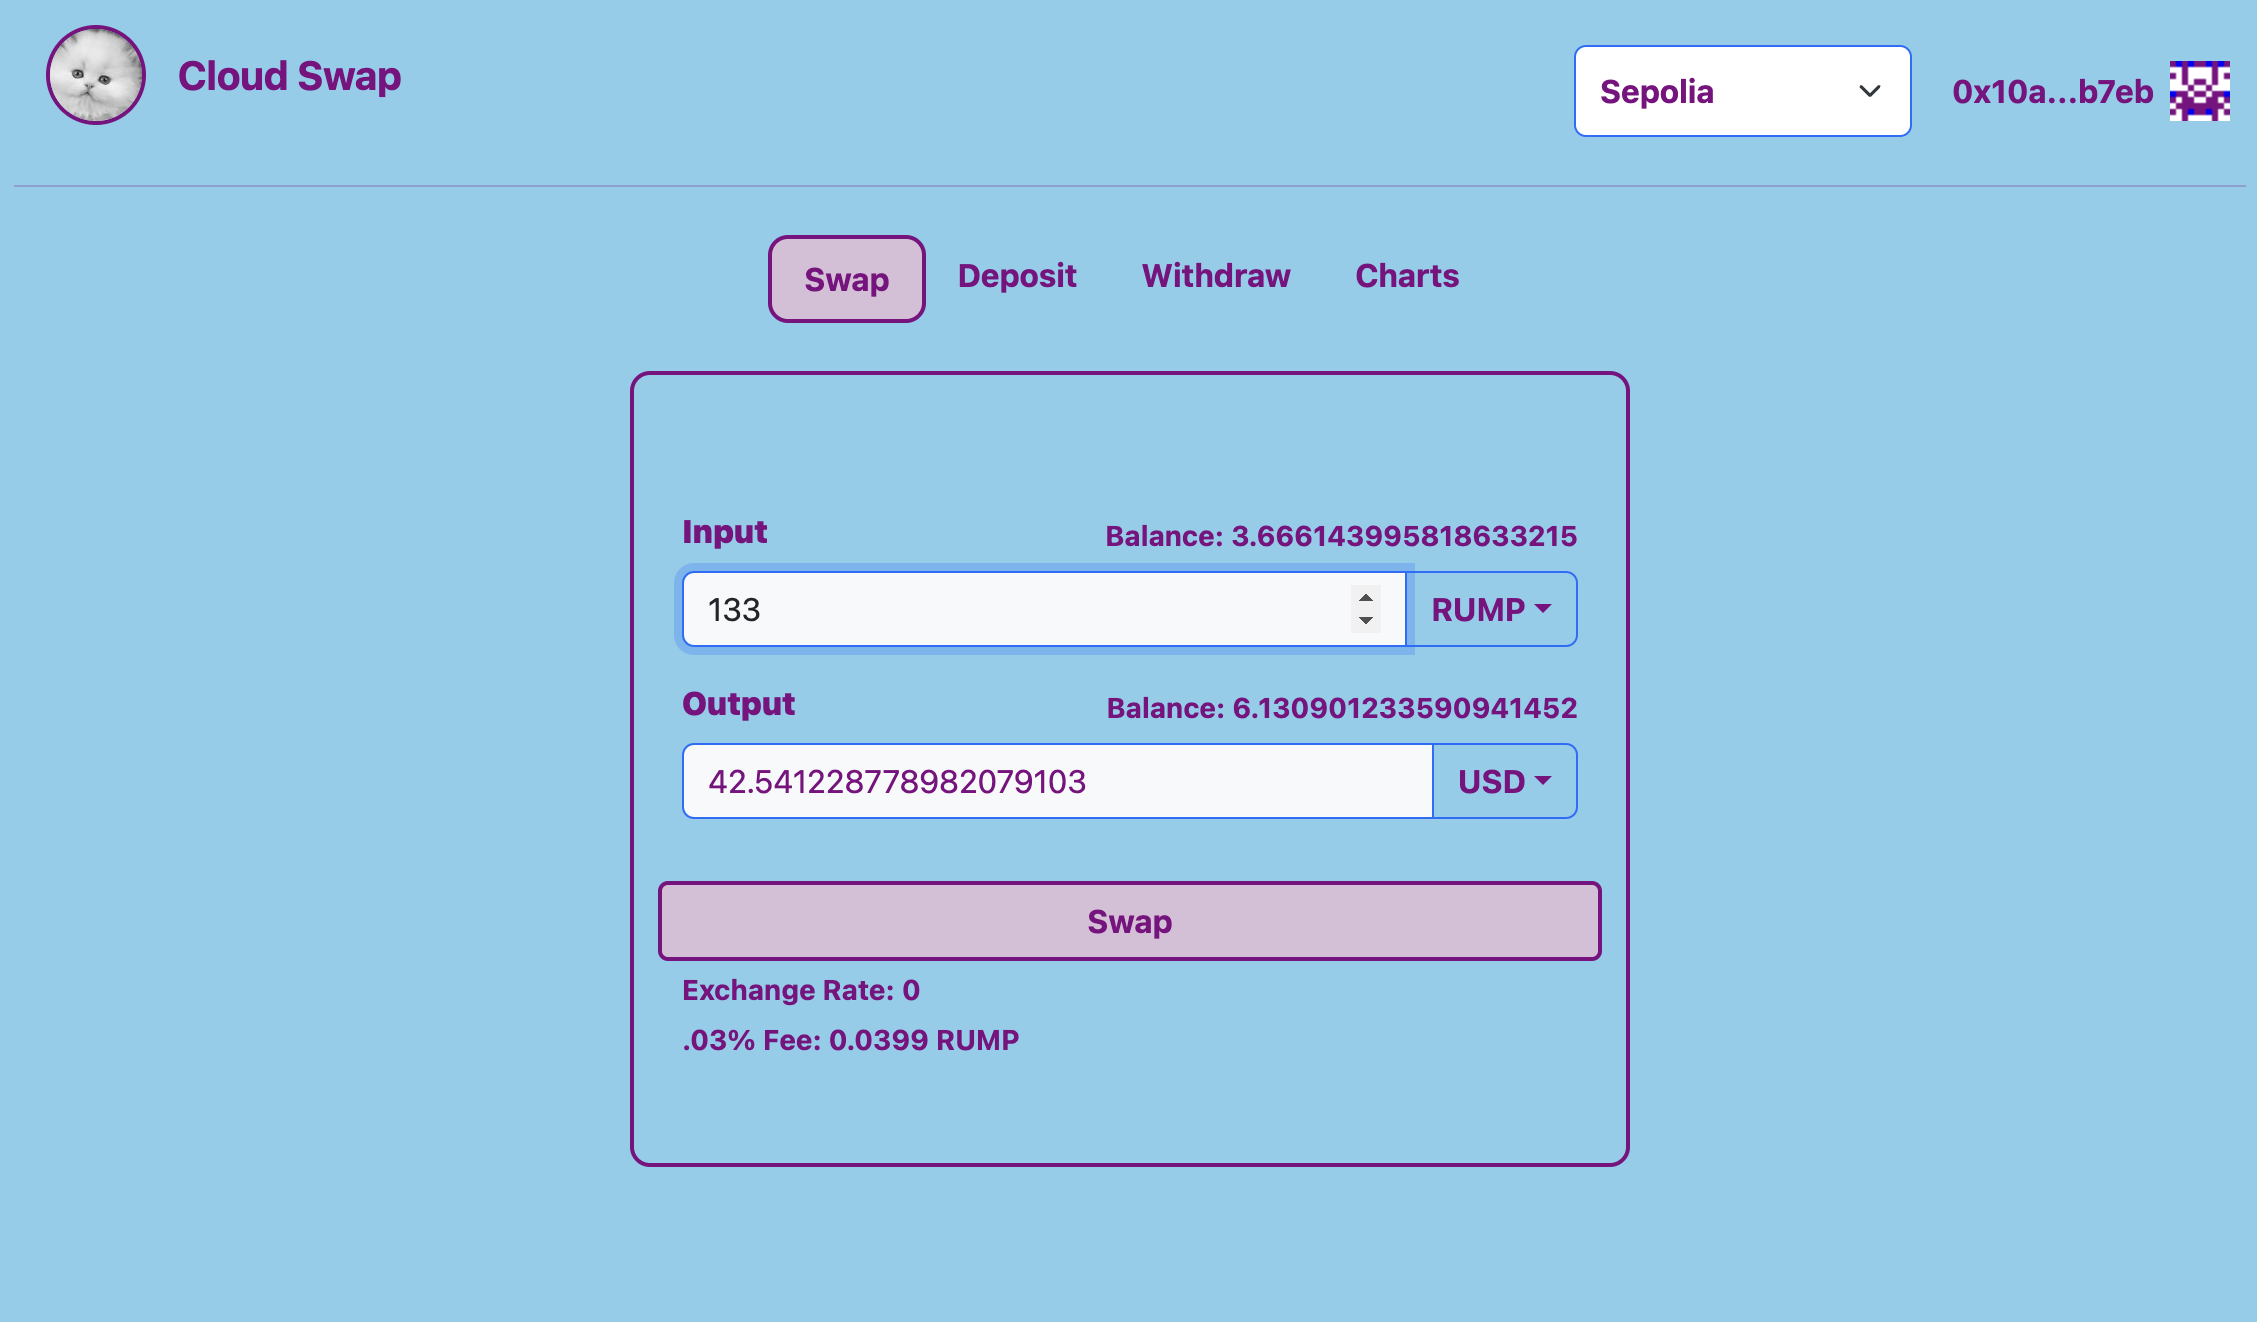 Cloud Swap
Sepolia
0x10a...b7eb
Swap
Deposit
Withdraw
Charts
Input
Balance: 3.666143995818633215
133
RUMP
Output
Balance: 6.130901233590941452
42.541228778982079103
USD
Swap
Exchange Rate: 0
.03% Fee: 0.0399 RUMP